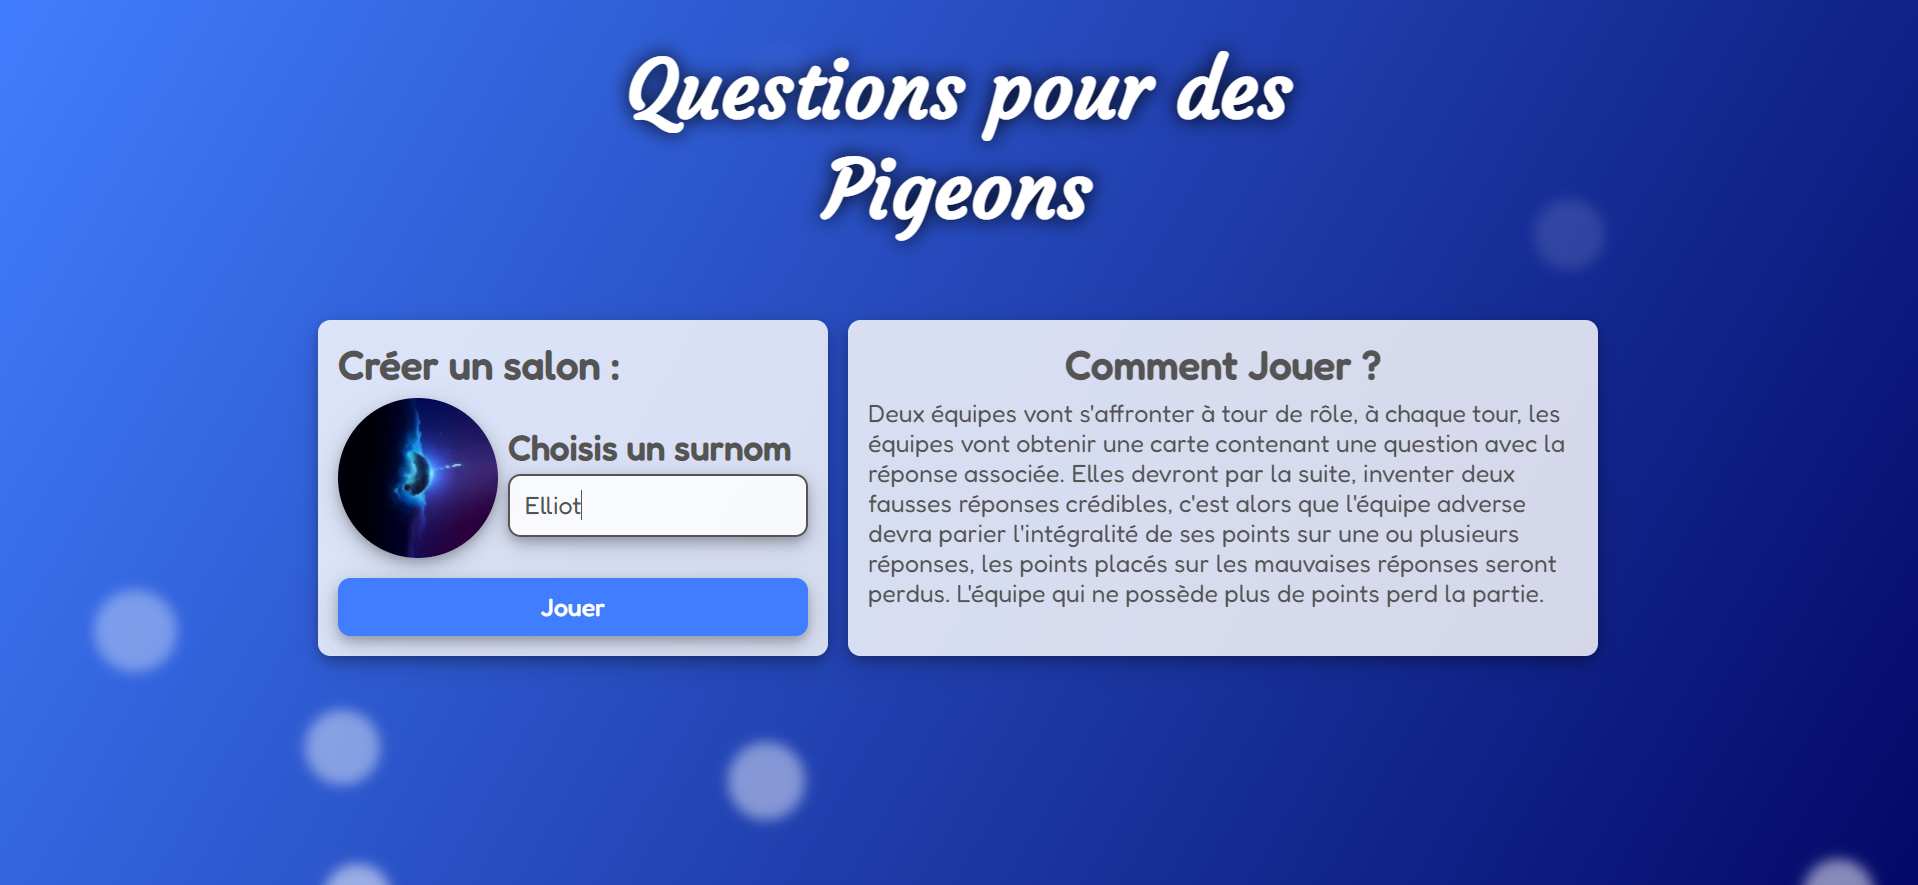 Questions pour des
Pigeons
Créer un salon :
Choisis un surnom
Elliot
Jouer
Comment Jouer ?
Deux équipes vont s'affronter à tour de rôle, à chaque tour, les
équipes vont obtenir une carte contenant une question avec la
réponse associée. Elles devront par la suite, inventer deux
fausses réponses crédibles, c'est alors que l'équipe adverse
devra parier l'intégralité de ses points sur une ou plusieurs
réponses, les points placés sur les mauvaises réponses seront
perdus. L'équipe qui ne possède plus de points perd la partie.